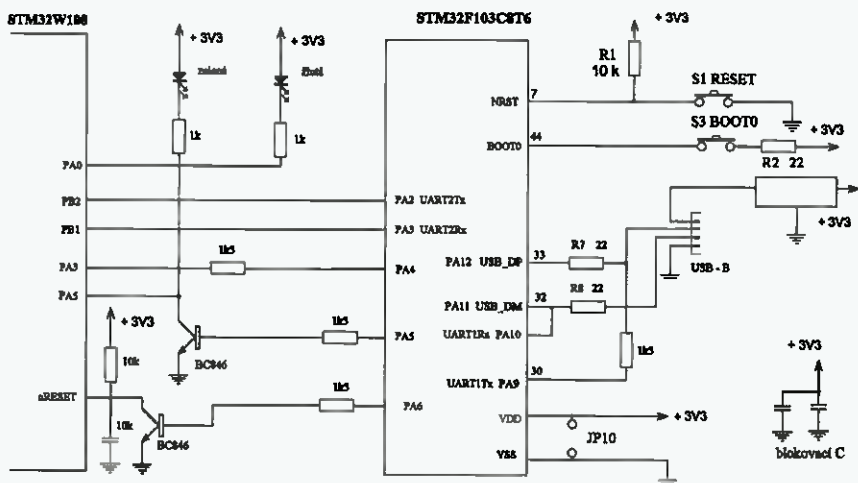 STM32W108
STM32F103C8T6
+ 3V3
+ 3V3
+ 3V3
zelená
žlutá
R1
10 k
S1 RESET
NRST
7
1k
1k
S3 BOOT0
BOOT0
44
+ 3V3
R2 22
PA0
PB2
PA2 UART2Tx
PB1
PA3 UART2Rx
+ 3V3
USB - B
1k5
R7 22
33
PA12 USB_DP
PA3
PA4
PA5
32
R8 22
PA11 USB_DM
UART1Rx PA10
+ 3V3
1k5
PA5
BC846
10k
1k5
1k5
30
UART1Tx PA9
+ 3V3
nRESET
PA6
VDD
+ 3V3
10k
BC846
JP10
VSS
blokovací C